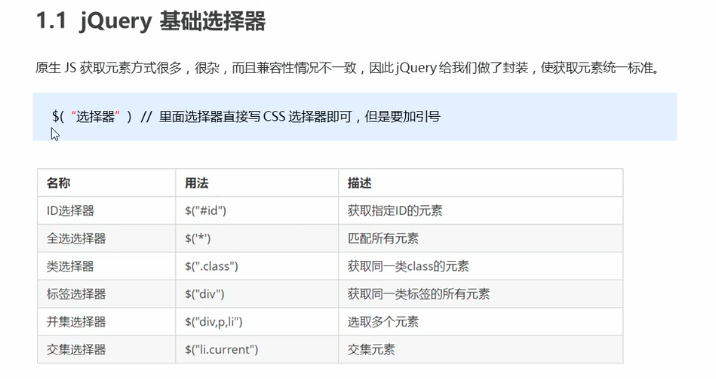 1.1 jQuery 基础选择器
原生 JS 获取元素方式很多，很杂，而且兼容性情况不一致，因此 jQuery 给我们做了封装，使获取元素统一标准。
$(“选择器”) // 里面选择器直接写 CSS 选择器即可，但是要加引号
名称 用法 描述
ID选择器 $("#id") 获取指定ID的元素
全选选择器 $('*') 匹配所有元素
类选择器 $(".class") 获取同一类class的元素
标签选择器 $("div") 获取同一类标签的所有元素
并集选择器 $("div,p,li") 选取多个元素
交集选择器 $("li.current") 交集元素